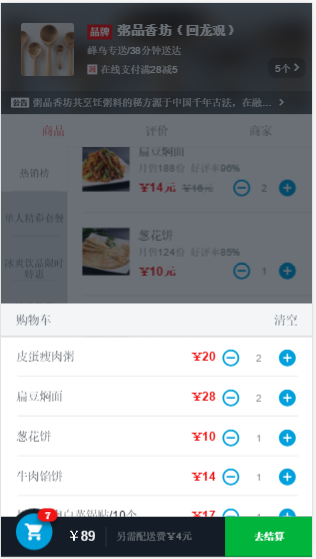 品牌 粥品香坊（回龙观）
蜂鸟专送/38分钟送达
减 在线支付满28减5
5个 >
公告 粥品香坊其烹饪粥料的秘方源于中国千年古法，在融... >
商品 评价 商家
热销榜
单人精彩套餐
冰爽饮品限时特惠
扁豆焖面
月售188份 好评率96%
¥14元 ¥16元 2
葱花饼
月售124份 好评率85%
¥10元 1
购物车 清空
皮蛋瘦肉粥 ¥20 2
扁豆焖面 ¥28 2
葱花饼 ¥10 1
牛肉馅饼 ¥14 1
白菜锅贴/10个 ¥17 1
7
¥89 另需配送费¥4元 去结算